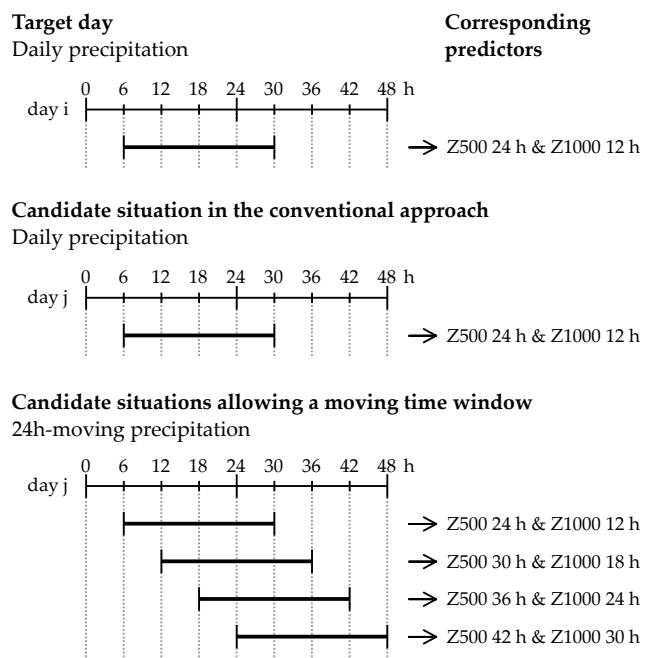 Target day
Daily precipitation
Corresponding
predictors
0 6 12 18 24 30 36 42 48 h
day i
Z500 24 h & Z1000 12 h
Candidate situation in the conventional approach
Daily precipitation
0 6 12 18 24 30 36 42 48 h
day j
Z500 24 h & Z1000 12 h
Candidate situations allowing a moving time window
24h-moving precipitation
0 6 12 18 24 30 36 42 48 h
day j
Z500 24 h & Z1000 12 h
Z500 30 h & Z1000 18 h
Z500 36 h & Z1000 24 h
Z500 42 h & Z1000 30 h